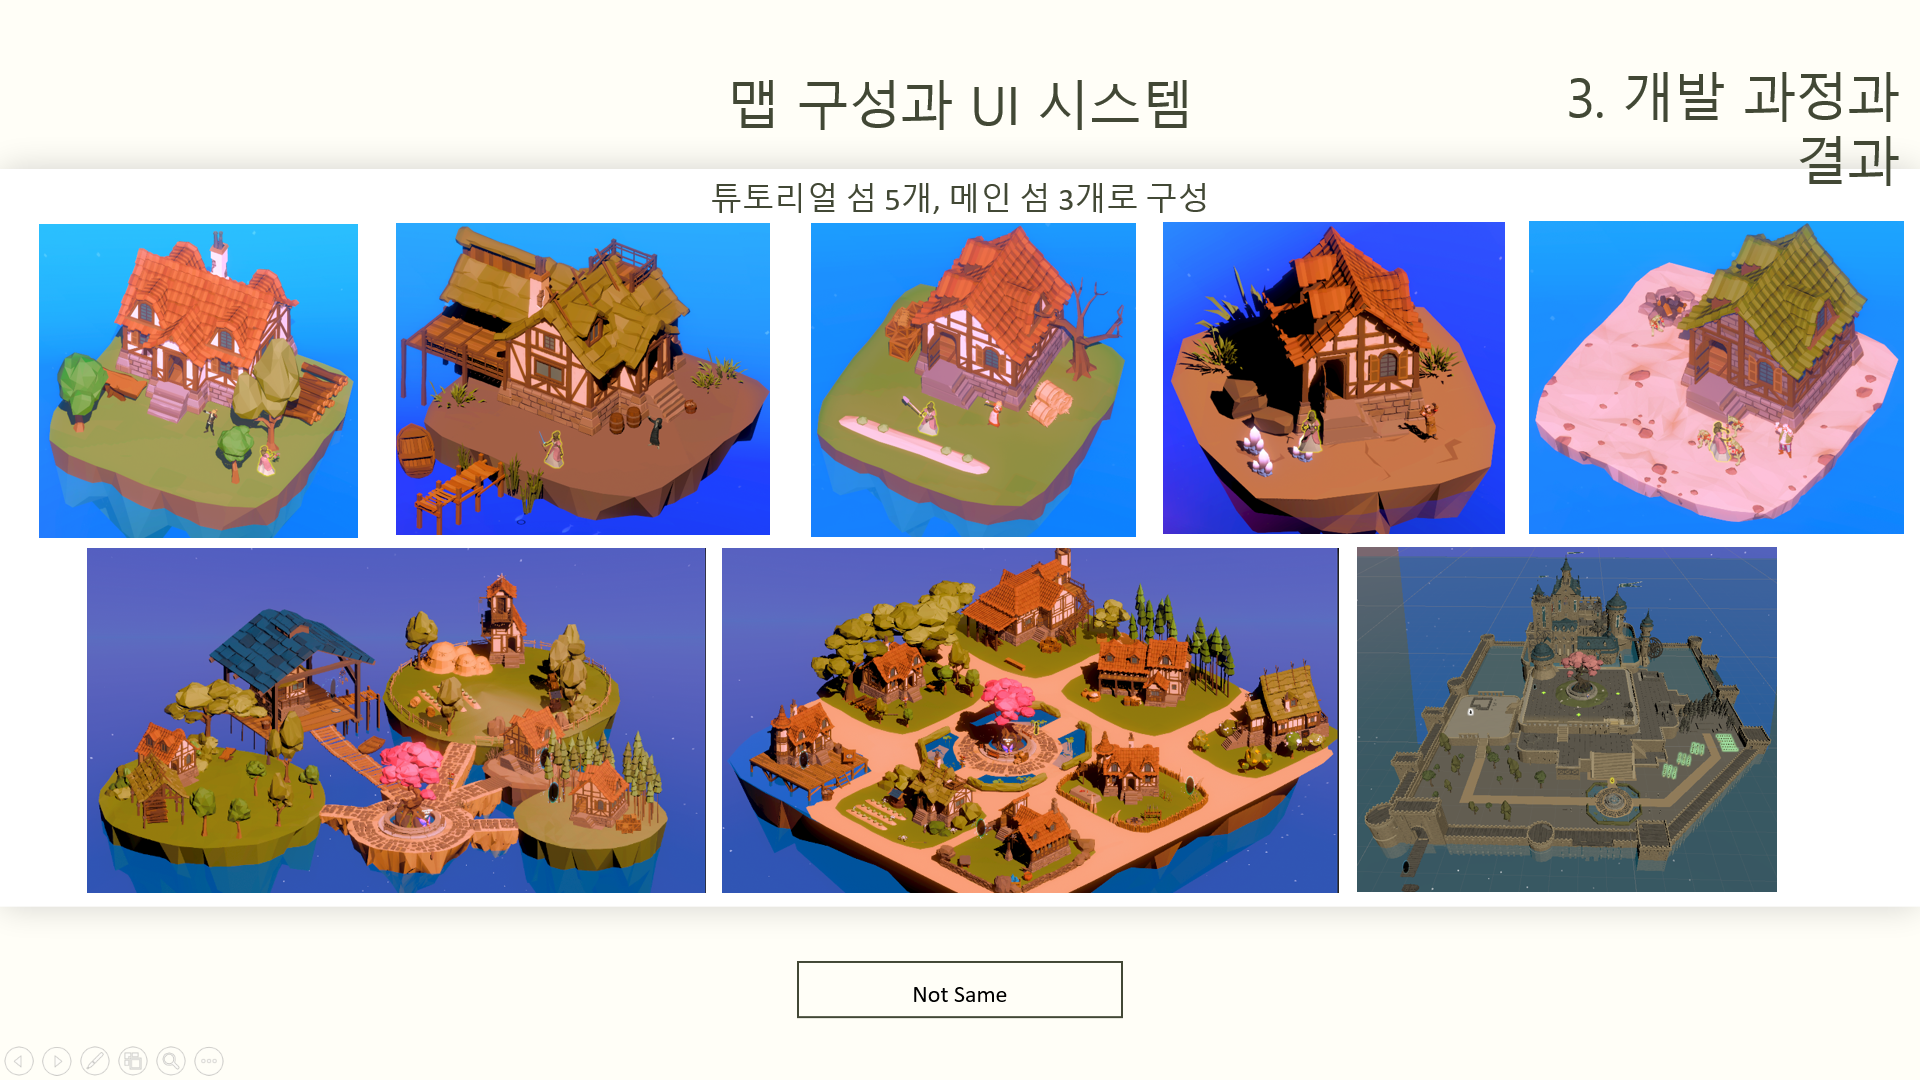 맵 구성과 UI 시스템
3. 개발 과정과
결과
튜토리얼 섬 5개, 메인 섬 3개로 구성
Not Same